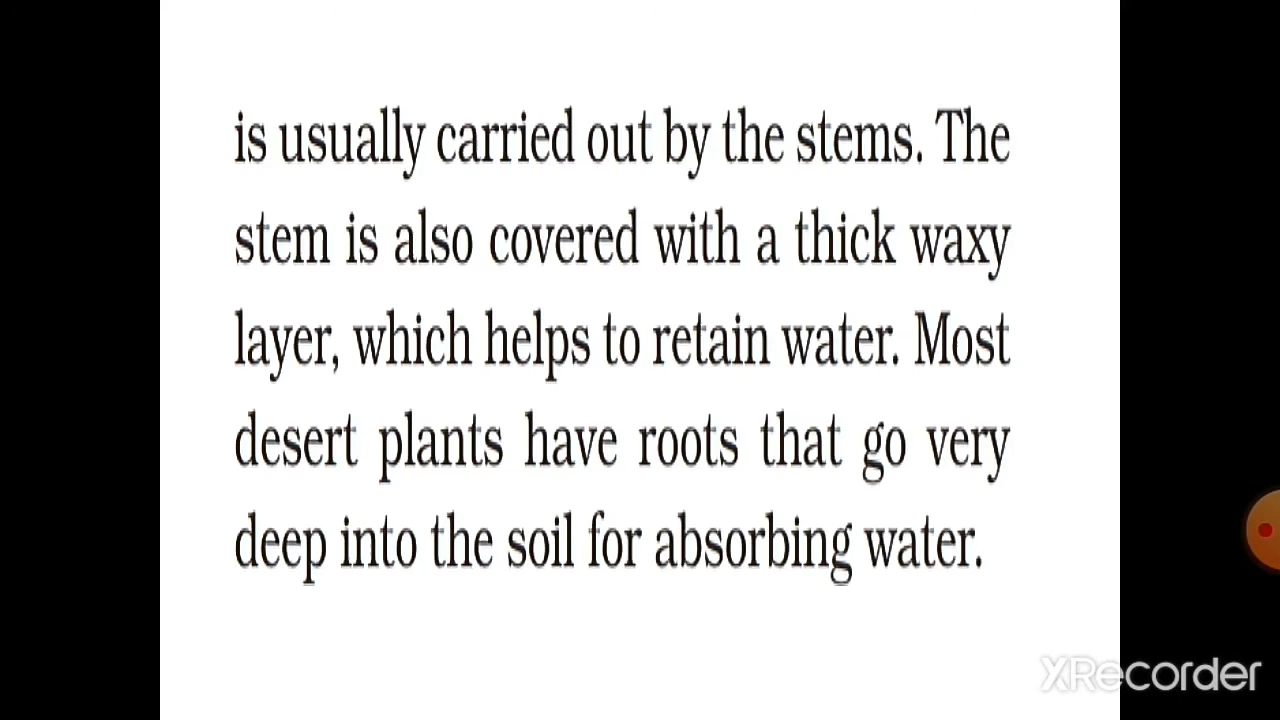 is usually carried out by the stems. The
stem is also covered with a thick waxy
layer, which helps to retain water. Most
desert plants have roots that go very
deep into the soil for absorbing water.
XRecorder